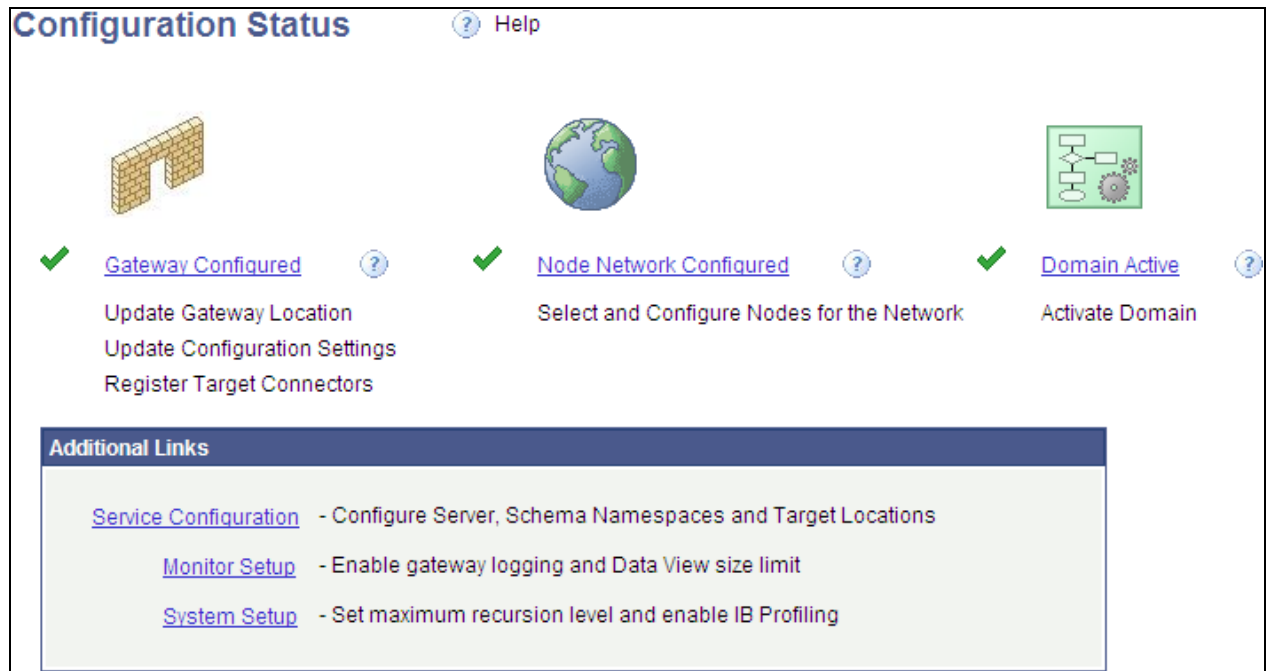 Configuration Status
? Help
Gateway Configured ?
Update Gateway Location
Update Configuration Settings
Register Target Connectors
Node Network Configured ?
Select and Configure Nodes for the Network
Domain Active ?
Activate Domain
Additional Links
Service Configuration - Configure Server, Schema Namespaces and Target Locations
Monitor Setup - Enable gateway logging and Data View size limit
System Setup - Set maximum recursion level and enable IB Profiling